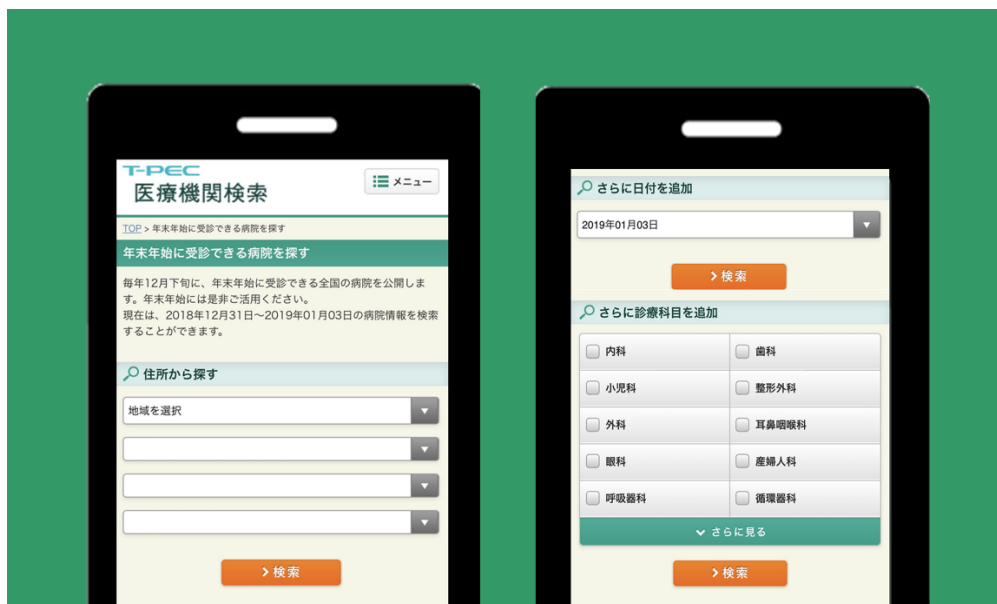 T-PEC
医療機関検索
メニュー
TOP > 年末年始に受診できる病院を探す
年末年始に受診できる病院を探す
毎年12月下旬に、年末年始に受診できる全国の病院を公開しま
す。年末年始には是非ご活用ください。
現在は、2018年12月31日～2019年01月03日の病院情報を検索
することができます。
住所から探す
地域を選択
検索
さらに日付を追加
2019年01月03日
検索
さらに診療科目を追加
内科 歯科
小児科 整形外科
外科 耳鼻咽喉科
眼科 産婦人科
呼吸器科 循環器科
さらに見る
検索